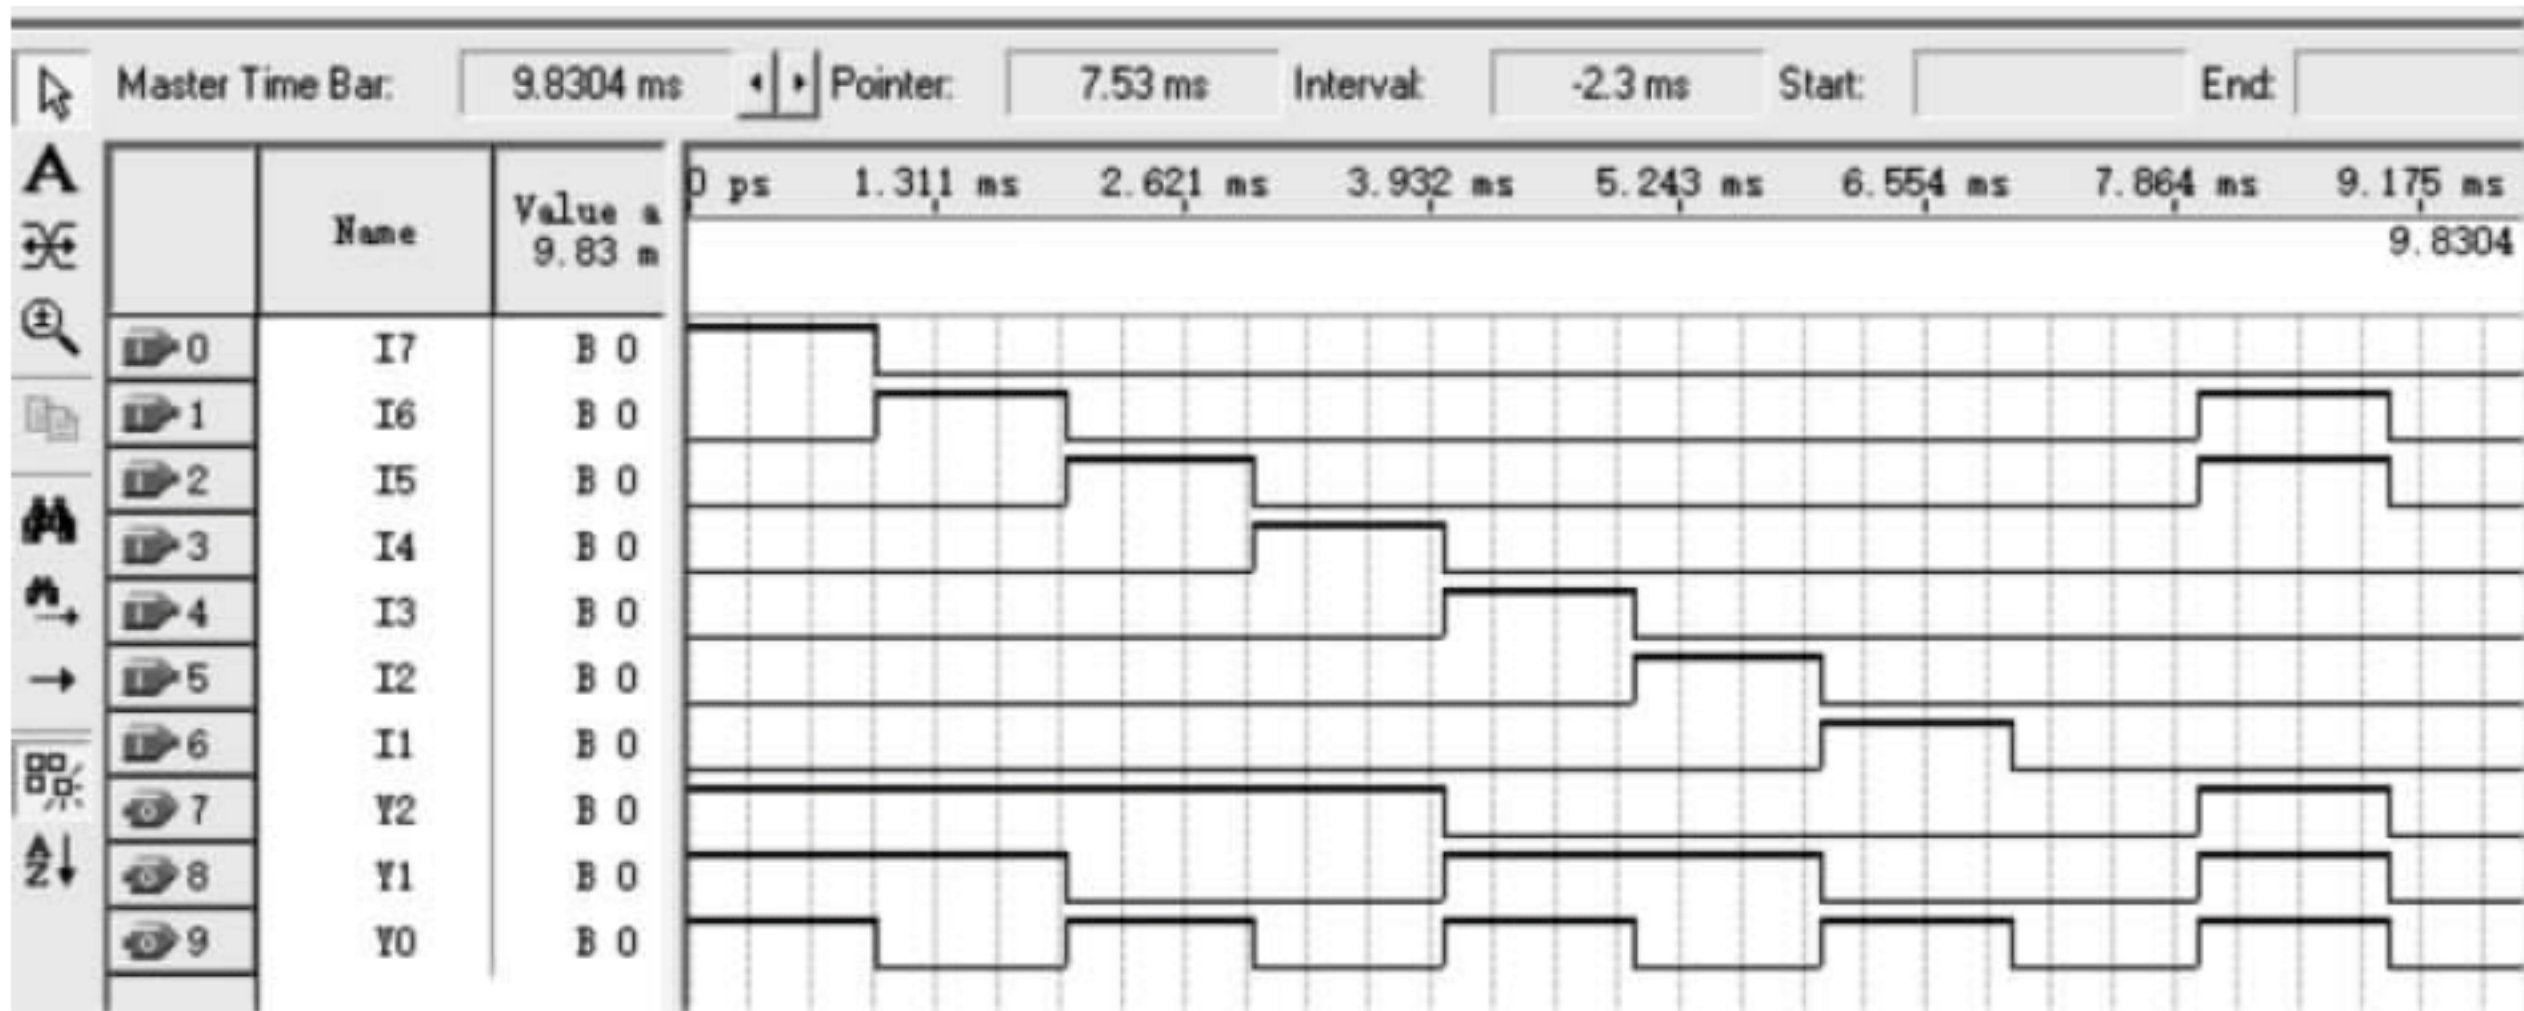 Master Time Bar: 9.8304 ms Pointer: 7.53 ms Interval: -2.3 ms Start: End:
Name
Value a
9.83 m
0 ps 1.311 ms 2.621 ms 3.932 ms 5.243 ms 6.554 ms 7.864 ms 9.175 ms
9.8304
0 I7 B 0
1 I6 B 0
2 I5 B 0
3 I4 B 0
4 I3 B 0
5 I2 B 0
6 I1 B 0
7 Y2 B 0
8 Y1 B 0
9 Y0 B 0
A
A
Z